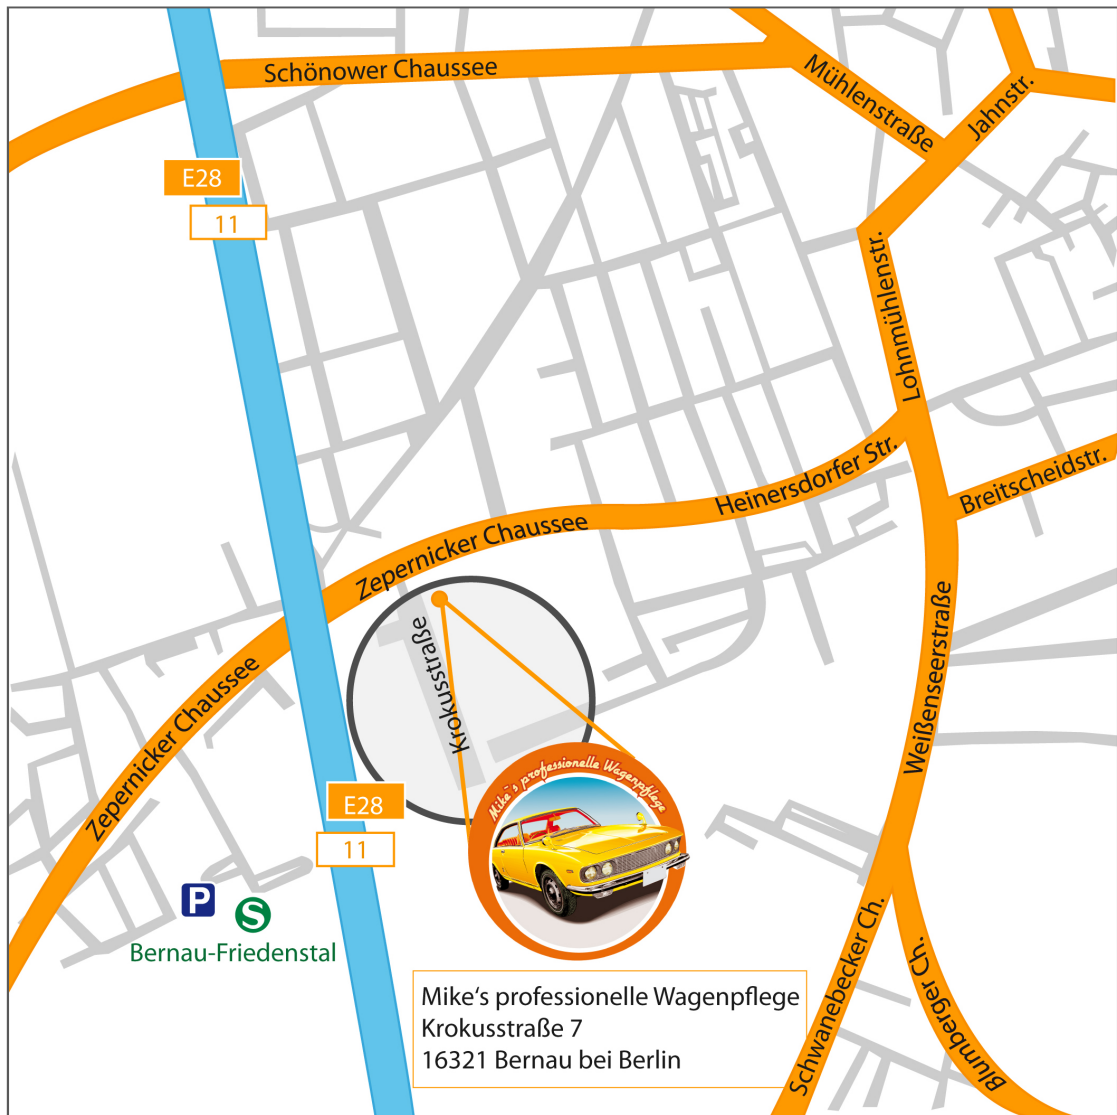 Schönower Chaussee
Mühlenstraße
Jahnstr.
E28
11
Lohmühlenstr.
Heinersdorfer Str.
Breitscheidstr.
Zepernicker Chaussee
Krokusstraße
Zepernicker Chaussee
Weißenseerstraße
E28
11
Mike's professionelle Wagenpflege
P
S
Bernau-Friedenstal
Schwanebecker Ch.
Blumberger Ch.
Mike‘s professionelle Wagenpflege
Krokusstraße 7
16321 Bernau bei Berlin